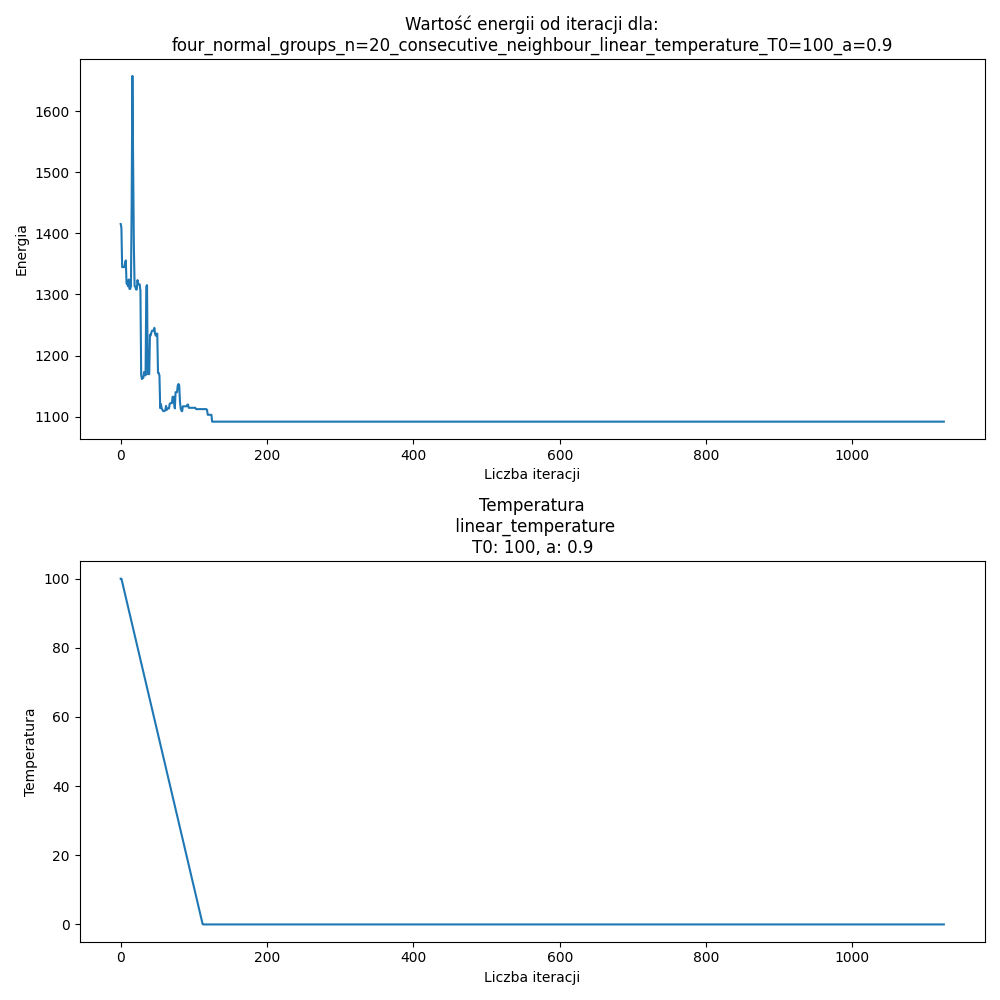 Wartość energii od iteracji dla:
four_normal_groups_n=20_consecutive_neighbour_linear_temperature_T0=100_a=0.9
1600
1500
1400
1300
1200
1100
Energia
0 200 400 600 800 1000
Liczba iteracji
Temperatura
linear_temperature
T0: 100, a: 0.9
100
80
60
40
20
0
Temperatura
0 200 400 600 800 1000
Liczba iteracji